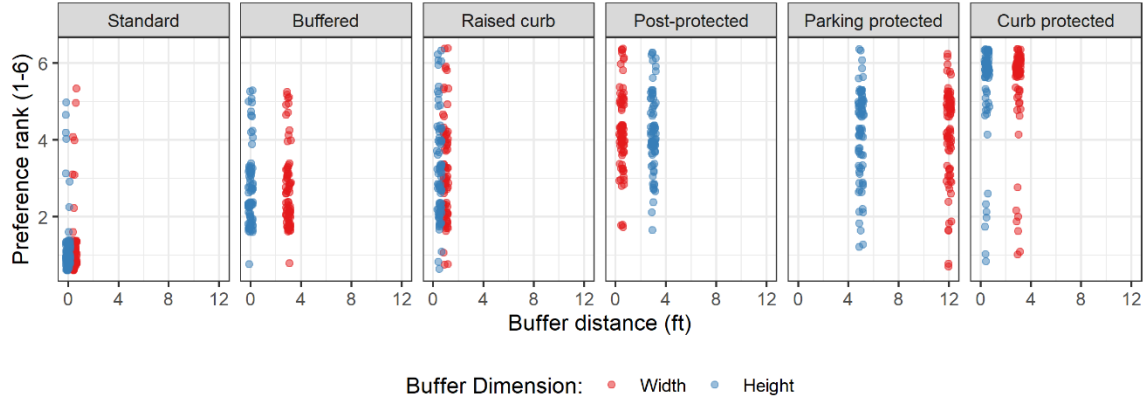 Standard Buffered Raised curb Post-protected Parking protected Curb protected
Preference rank (1-6)
6
4
2
0 4 8 12 0 4 8 12 0 4 8 12 0 4 8 12 0 4 8 12 0 4 8 12
Buffer distance (ft)
Buffer Dimension: Width Height